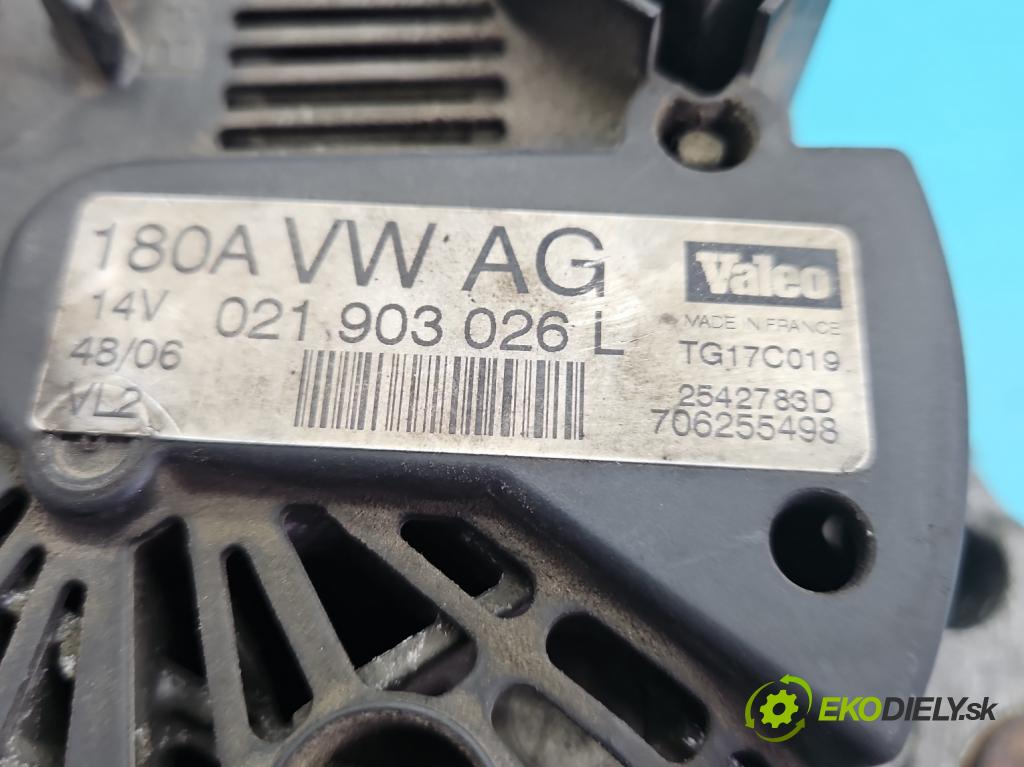 180A VW AG
Valeo
14V 021 903 026 L
MADE IN FRANCE
48/06
TG17C019
VL2
2542783D
706255498
EKODIELY.sk